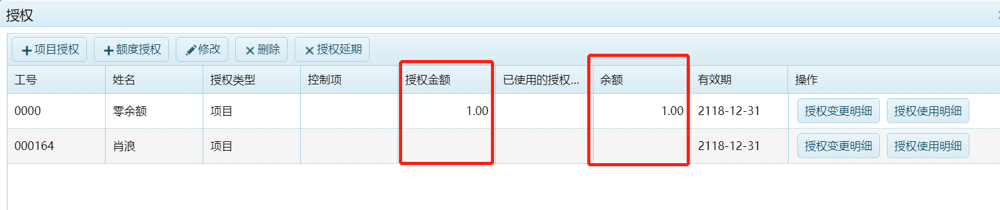 授权
项目授权 额度授权 修改 删除 授权延期
工号 姓名 授权类型 控制项 授权金额 已使用的授权... 余额 有效期 操作
0000 零余额 项目 1.00 1.00 2118-12-31 授权变更明细 授权使用明细
000164 肖浪 项目 2118-12-31 授权变更明细 授权使用明细